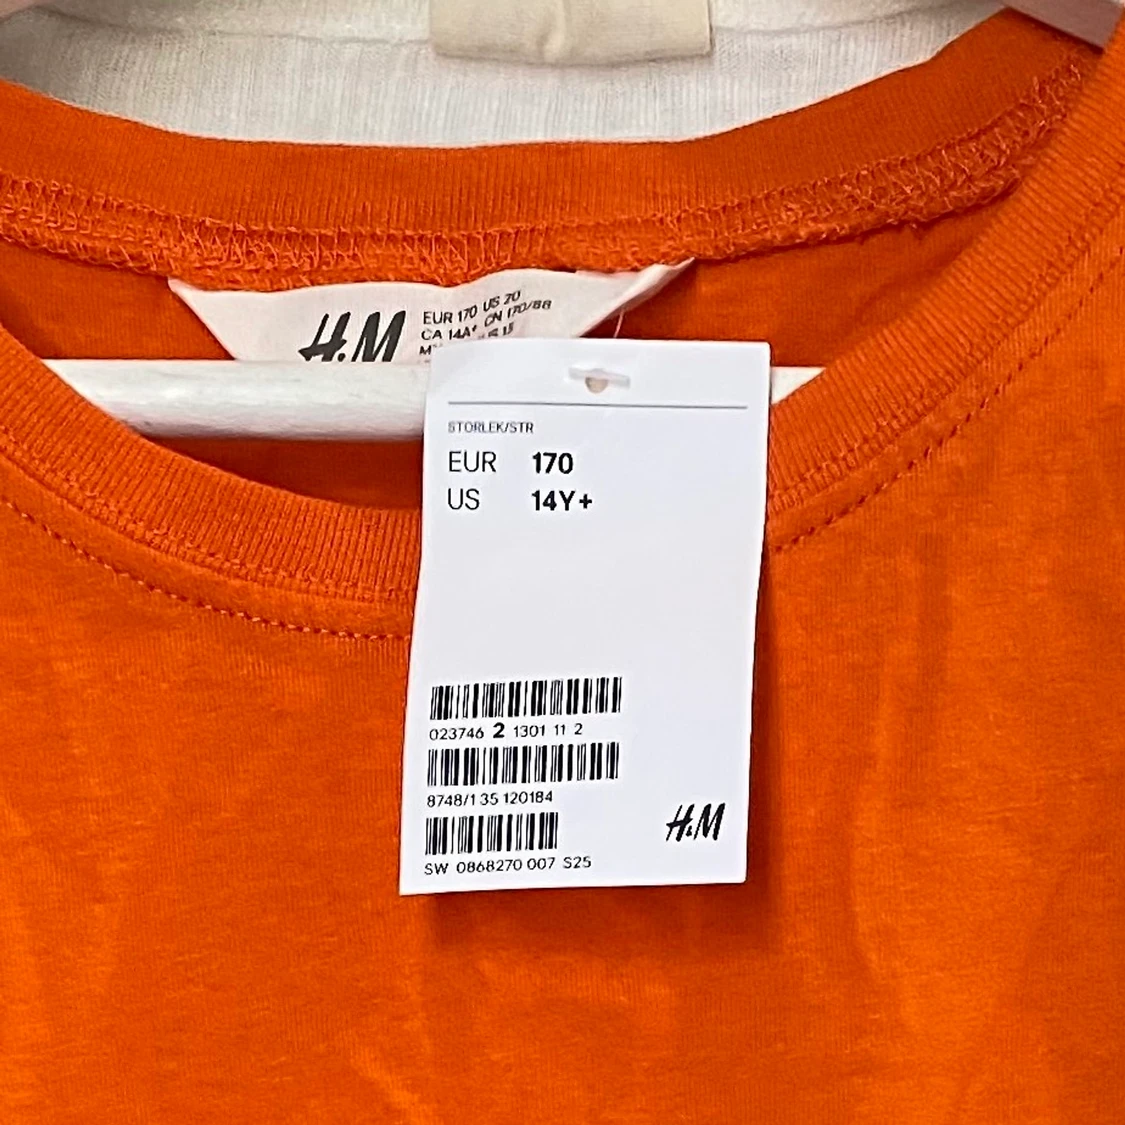 H&M
EUR 170 US 20
CA 14A+ CN 170/88
STORLEK/STR
EUR 170
US 14Y+
023746 2 1301 11 2
8748/1 35 120184
SW 0868270 007 S25
H&M